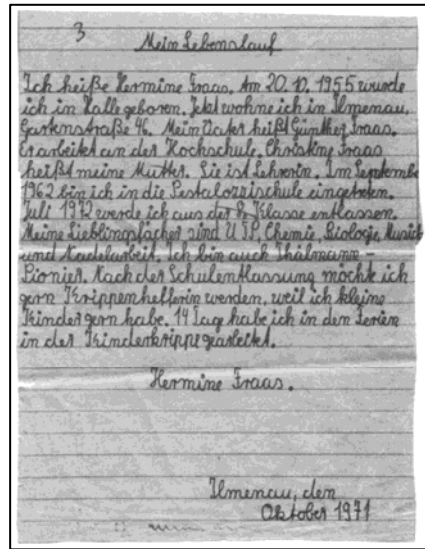 3
Mein Lebenslauf
Ich heiße Hermine Fraas. Am 20. 10. 1955 wurde
ich in Halle geboren. Jetzt wohne ich in Ilmenau,
Gartenstraße 46. Mein Vater heißt Günther Fraas.
Er arbeitet an der Hochschule. Christine Fraas
heißt meine Mutter. Sie ist Lehrerin. Im Septembe
1962 bin ich in die Pestalozzischule eingetreten.
Juli 1972 werde ich aus der 8. Klasse entlassen.
Meine Lieblingsfächer sind UTP, Chemie, Biologie, Musik
und Nadelarbeit. Ich bin auch Thälmann-
Pionier. Nach der Schulentlassung möchte ich
gern Krippenhelferin werden, weil ich kleine
Kinder gern habe. 14 Tage habe ich in den Ferien
in der Kinderkrippe gearbeitet.
Hermine Fraas.
Ilmenau, den
Oktober 1971